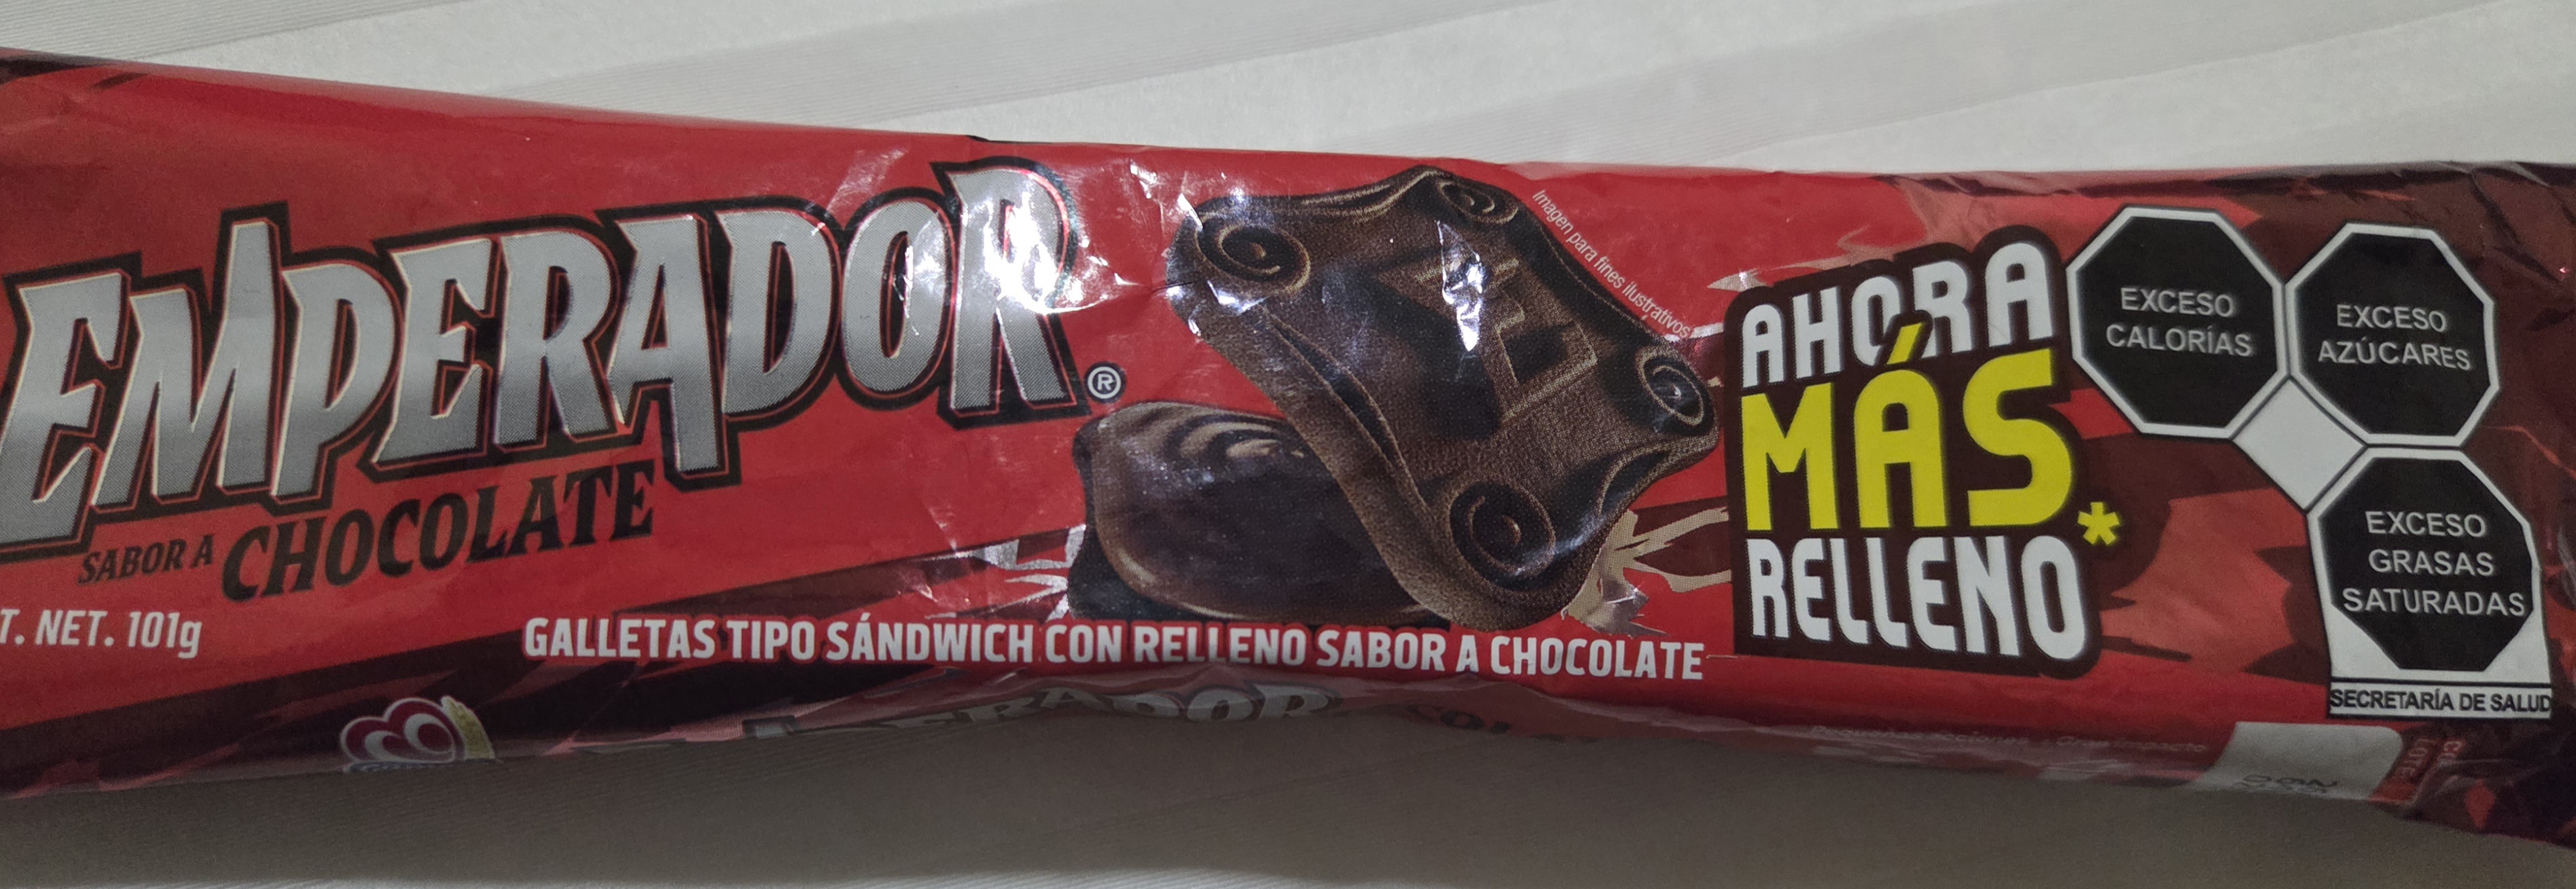 EMPERADOR®
SABOR A CHOCOLATE
T. NET. 101g
GALLETAS TIPO SÁNDWICH CON RELLENO SABOR A CHOCOLATE
Imagen para fines ilustrativos
AHORA
MÁS
RELLENO*
EXCESO
CALORÍAS
EXCESO
AZÚCARES
EXCESO
GRASAS
SATURADAS
SECRETARÍA DE SALUD
EMPERADOR